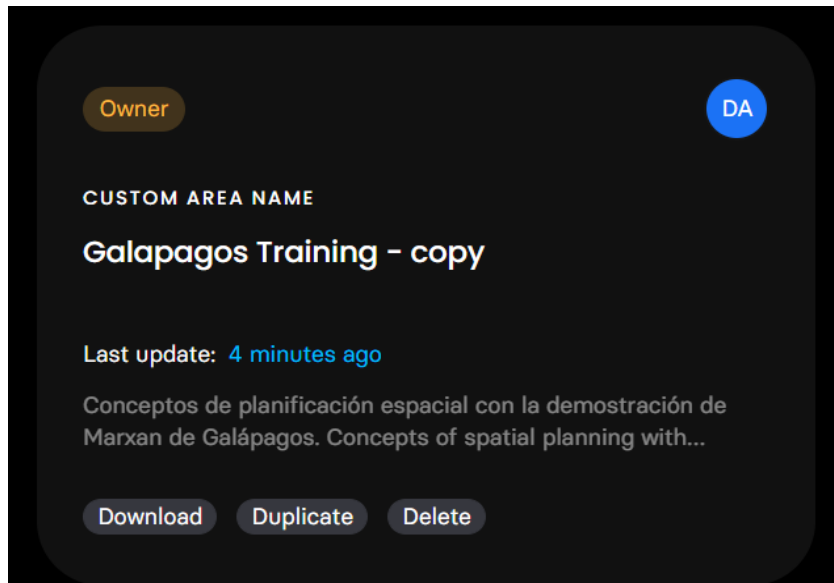 Owner
DA
CUSTOM AREA NAME
Galapagos Training - copy
Last update: 4 minutes ago
Conceptos de planificación espacial con la demostración de
Marxan de Galápagos. Concepts of spatial planning with...
Download Duplicate Delete